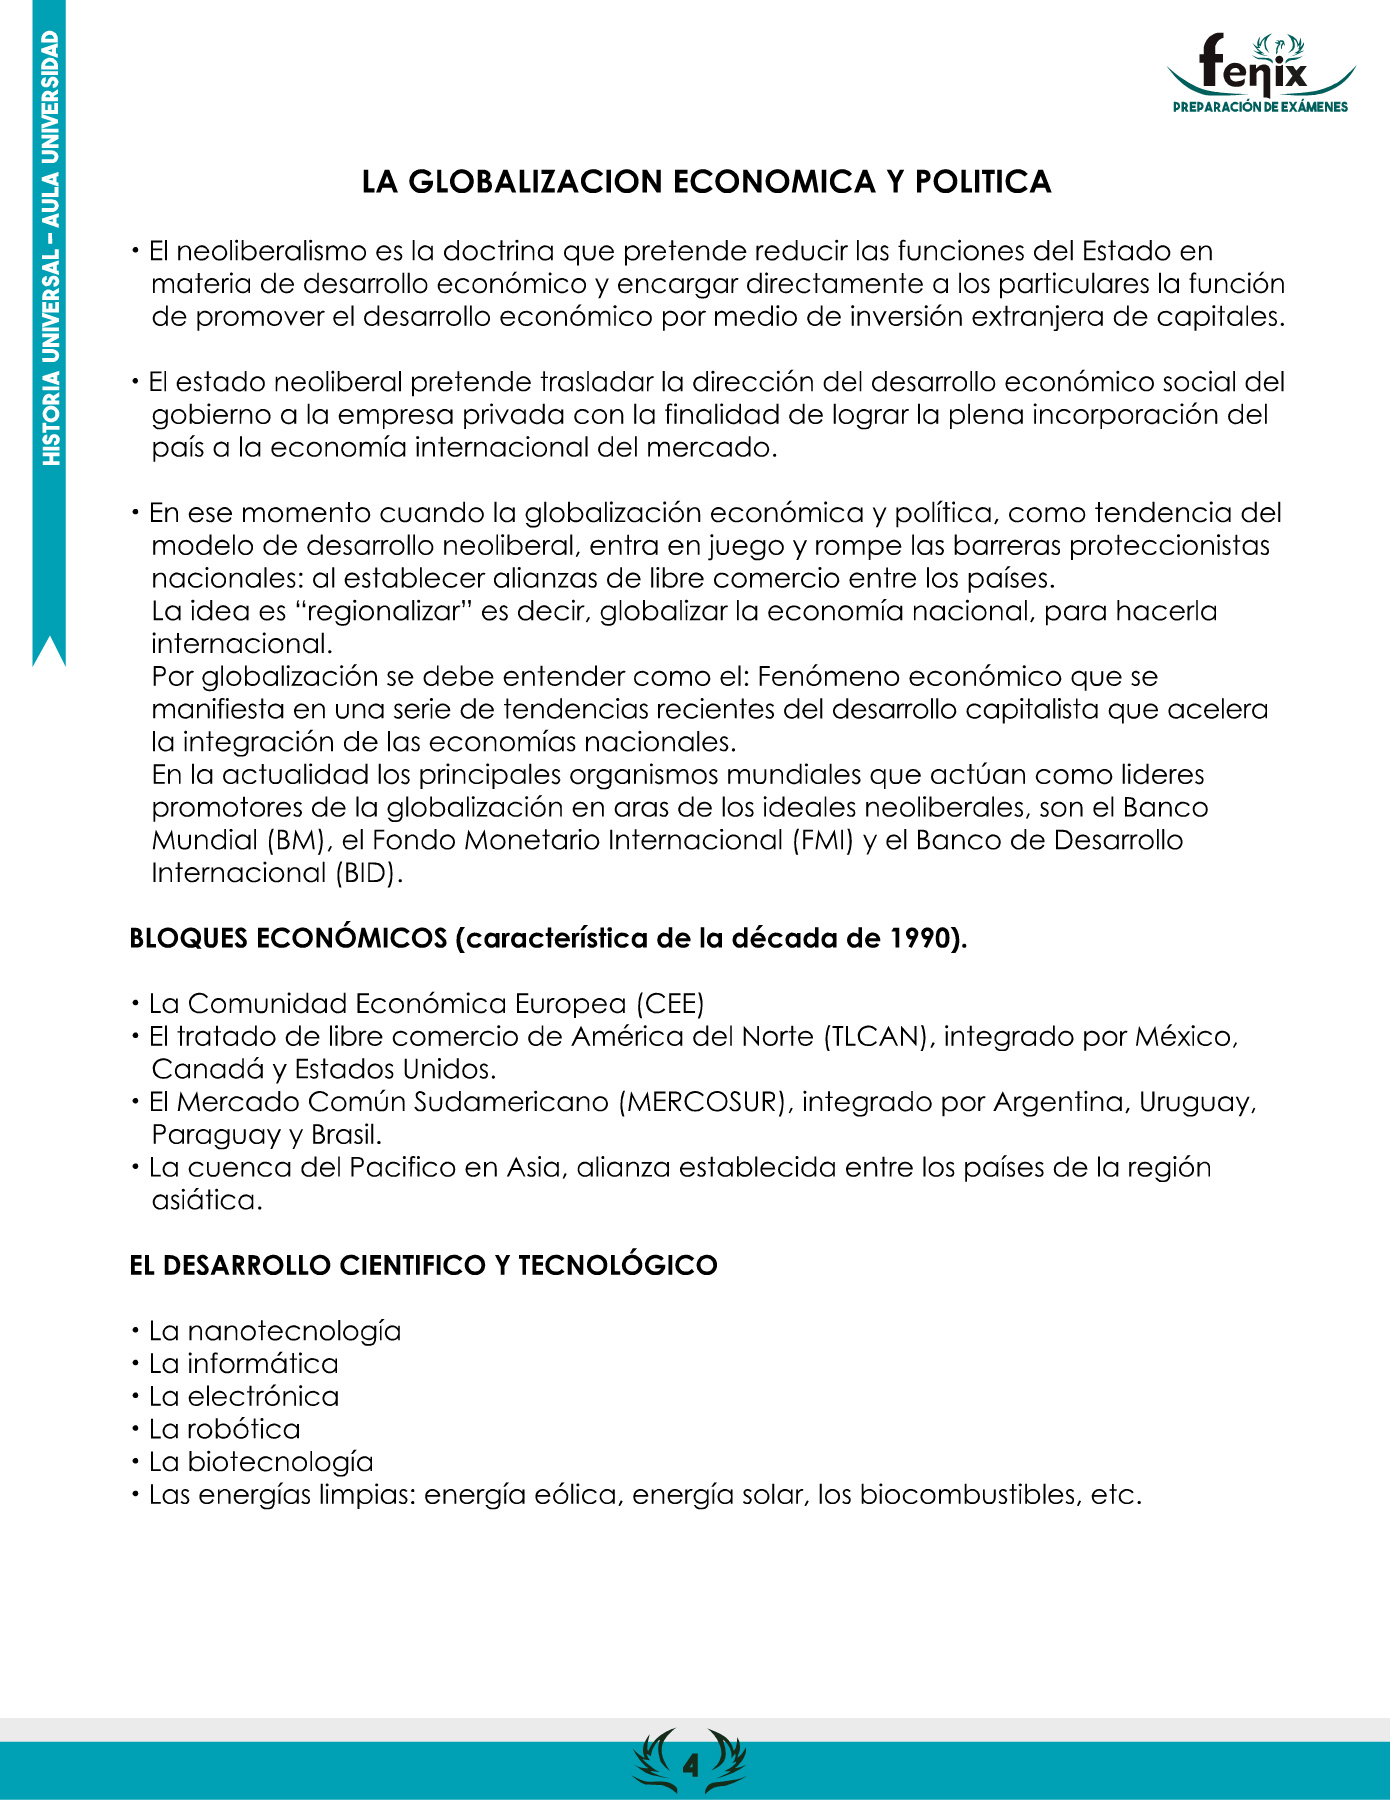 HISTORIA UNIVERSAL – AULA UNIVERSIDAD
fenix
PREPARACIÓN DE EXÁMENES
LA GLOBALIZACION ECONOMICA Y POLITICA
• El neoliberalismo es la doctrina que pretende reducir las funciones del Estado en
materia de desarrollo económico y encargar directamente a los particulares la función
de promover el desarrollo económico por medio de inversión extranjera de capitales.
• El estado neoliberal pretende trasladar la dirección del desarrollo económico social del
gobierno a la empresa privada con la finalidad de lograr la plena incorporación del
país a la economía internacional del mercado.
• En ese momento cuando la globalización económica y política, como tendencia del
modelo de desarrollo neoliberal, entra en juego y rompe las barreras proteccionistas
nacionales: al establecer alianzas de libre comercio entre los países.
La idea es “regionalizar” es decir, globalizar la economía nacional, para hacerla
internacional.
Por globalización se debe entender como el: Fenómeno económico que se
manifiesta en una serie de tendencias recientes del desarrollo capitalista que acelera
la integración de las economías nacionales.
En la actualidad los principales organismos mundiales que actúan como lideres
promotores de la globalización en aras de los ideales neoliberales, son el Banco
Mundial (BM), el Fondo Monetario Internacional (FMI) y el Banco de Desarrollo
Internacional (BID).
BLOQUES ECONÓMICOS (característica de la década de 1990).
• La Comunidad Económica Europea (CEE)
• El tratado de libre comercio de América del Norte (TLCAN), integrado por México,
Canadá y Estados Unidos.
• El Mercado Común Sudamericano (MERCOSUR), integrado por Argentina, Uruguay,
Paraguay y Brasil.
• La cuenca del Pacifico en Asia, alianza establecida entre los países de la región
asiática.
EL DESARROLLO CIENTIFICO Y TECNOLÓGICO
• La nanotecnología
• La informática
• La electrónica
• La robótica
• La biotecnología
• Las energías limpias: energía eólica, energía solar, los biocombustibles, etc.
4